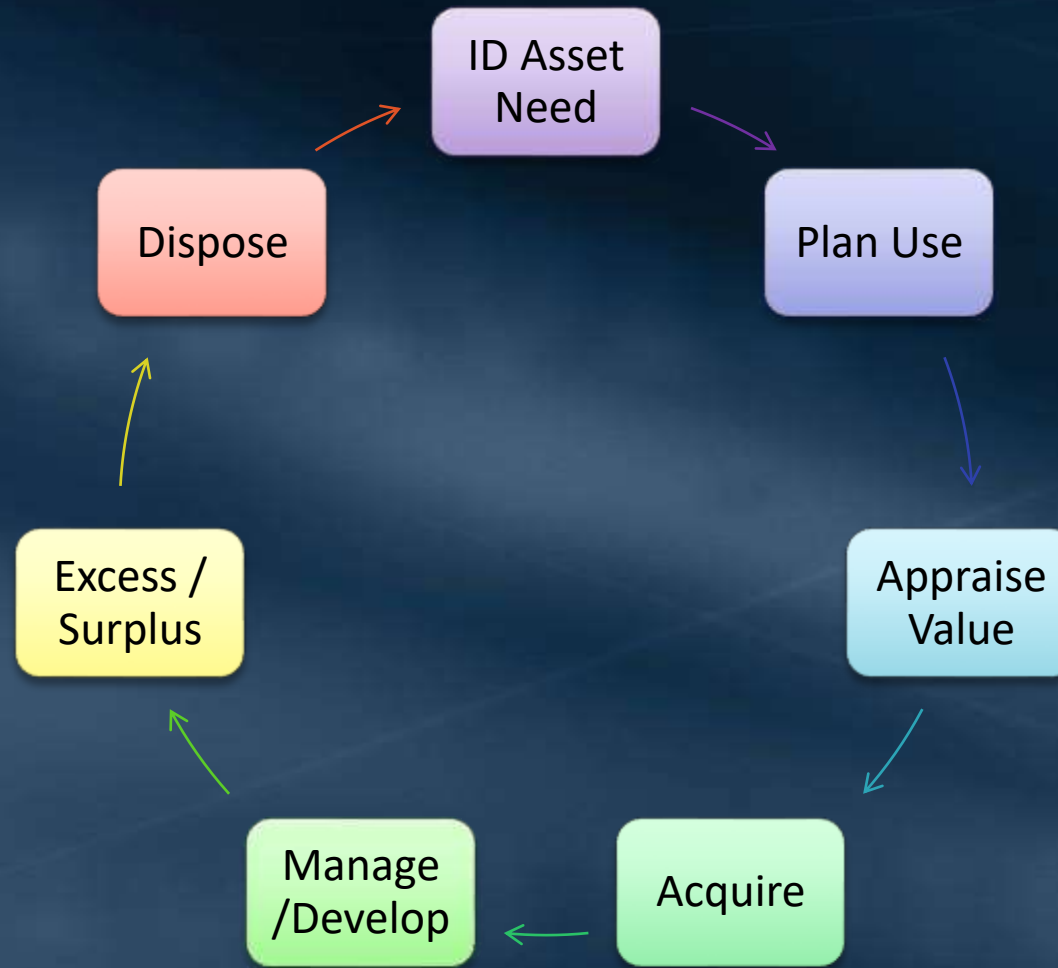 ID Asset
Need
Plan Use
Appraise
Value
Acquire
Manage
/Develop
Excess /
Surplus
Dispose